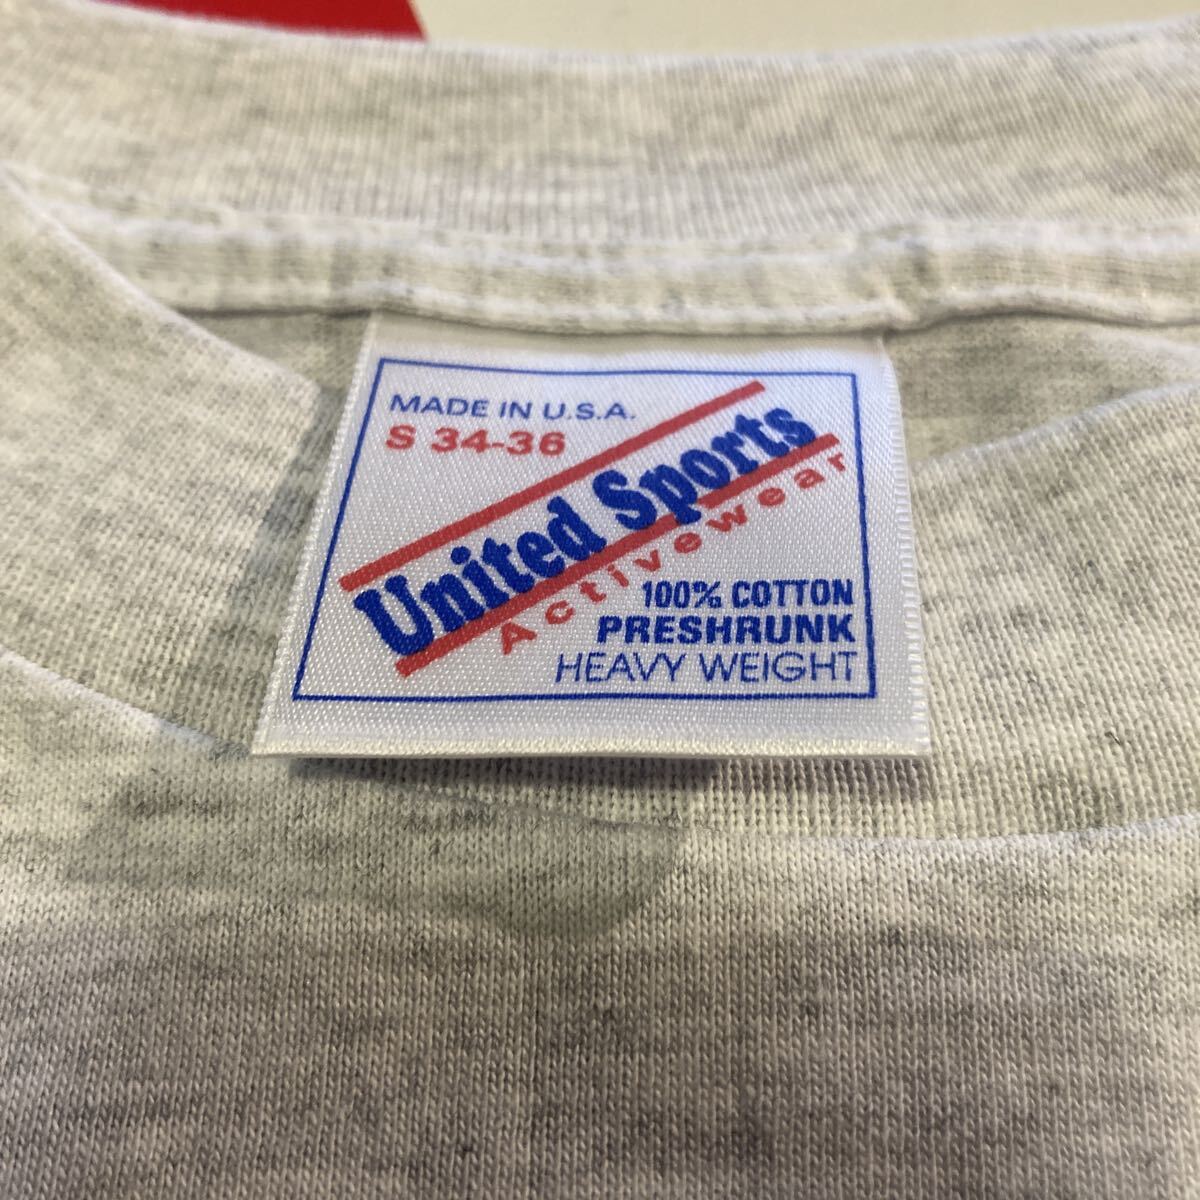 MADE IN U.S.A.
S 34-36
United Sports
Activewear
100% COTTON
PRESHRUNK
HEAVY WEIGHT